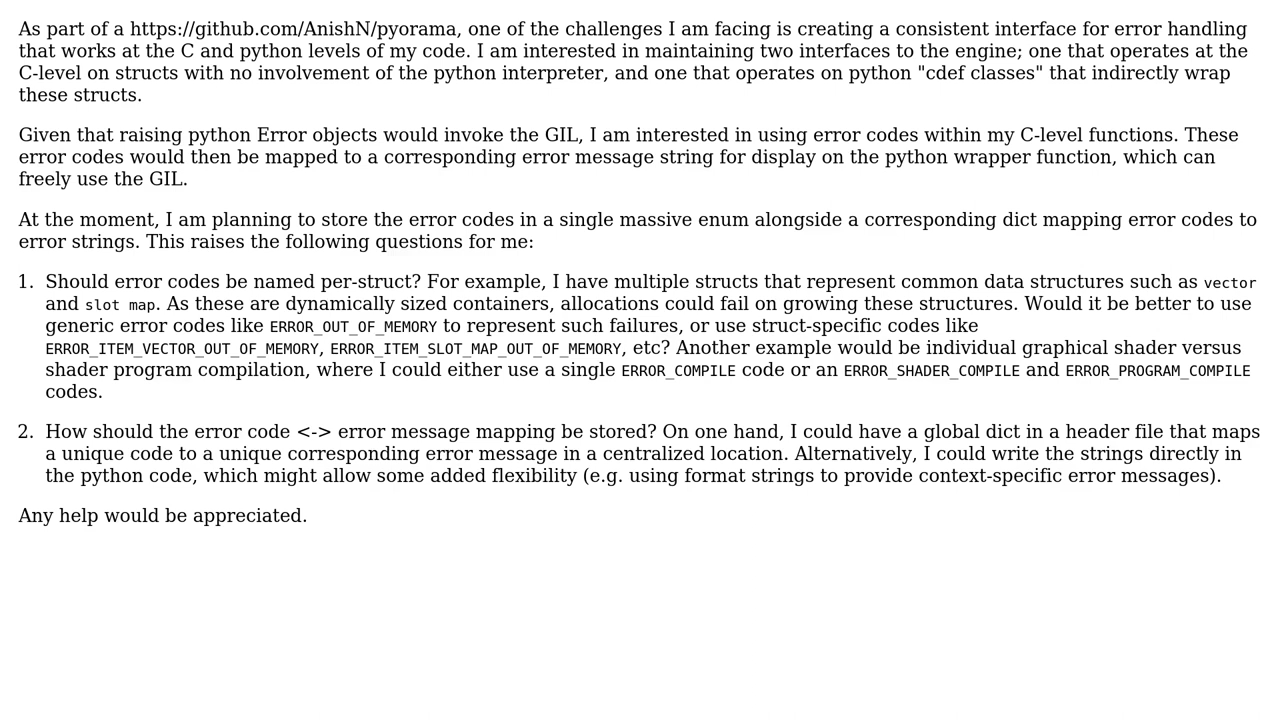 As part of a https://github.com/AnishN/pyorama, one of the challenges I am facing is creating a consistent interface for error handling
that works at the C and python levels of my code. I am interested in maintaining two interfaces to the engine; one that operates at the
C-level on structs with no involvement of the python interpreter, and one that operates on python "cdef classes" that indirectly wrap
these structs.
Given that raising python Error objects would invoke the GIL, I am interested in using error codes within my C-level functions. These
error codes would then be mapped to a corresponding error message string for display on the python wrapper function, which can
freely use the GIL.
At the moment, I am planning to store the error codes in a single massive enum alongside a corresponding dict mapping error codes to
error strings. This raises the following questions for me:
1. Should error codes be named per-struct? For example, I have multiple structs that represent common data structures such as vector
and slot map. As these are dynamically sized containers, allocations could fail on growing these structures. Would it be better to use
generic error codes like ERROR_OUT_OF_MEMORY to represent such failures, or use struct-specific codes like
ERROR_ITEM_VECTOR_OUT_OF_MEMORY, ERROR_ITEM_SLOT_MAP_OUT_OF_MEMORY, etc? Another example would be individual graphical shader versus
shader program compilation, where I could either use a single ERROR_COMPILE code or an ERROR_SHADER_COMPILE and ERROR_PROGRAM_COMPILE
codes.
2. How should the error code <-> error message mapping be stored? On one hand, I could have a global dict in a header file that maps
a unique code to a unique corresponding error message in a centralized location. Alternatively, I could write the strings directly in
the python code, which might allow some added flexibility (e.g. using format strings to provide context-specific error messages).
Any help would be appreciated.